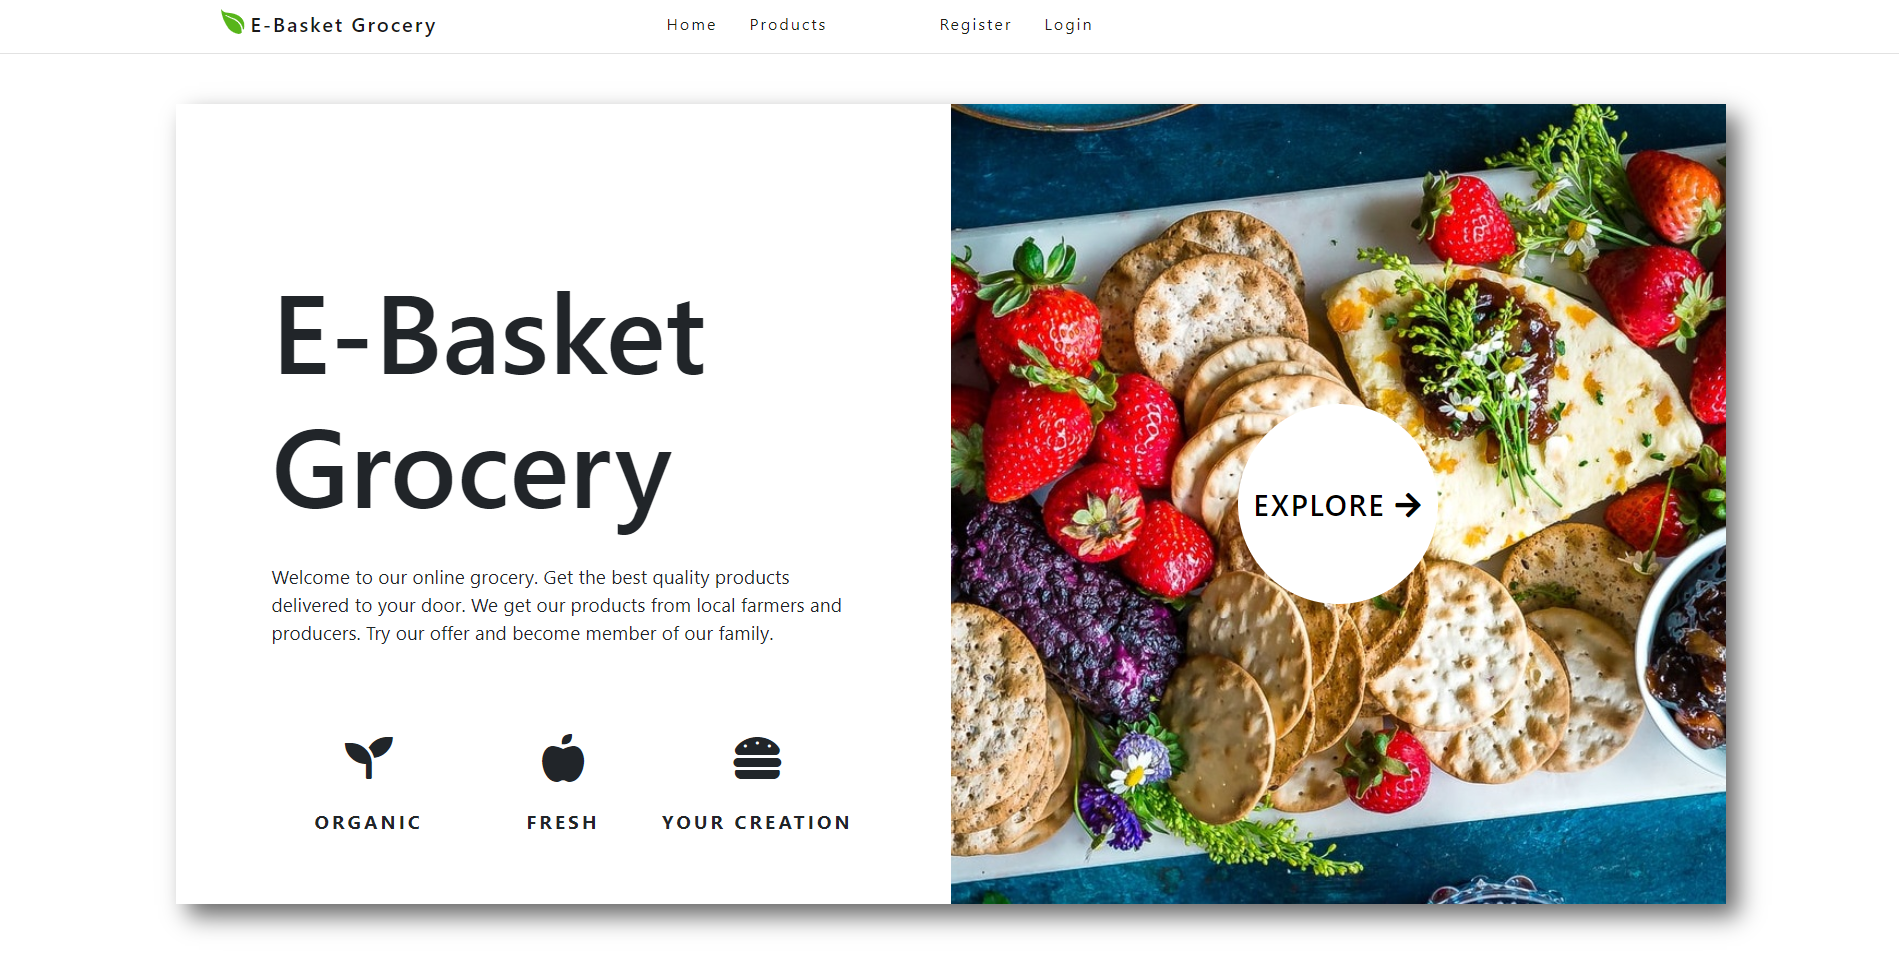 E-Basket Grocery
Home Products Register Login
E-Basket
Grocery
Welcome to our online grocery. Get the best quality products
delivered to your door. We get our products from local farmers and
producers. Try our offer and become member of our family.
ORGANIC FRESH YOUR CREATION
EXPLORE